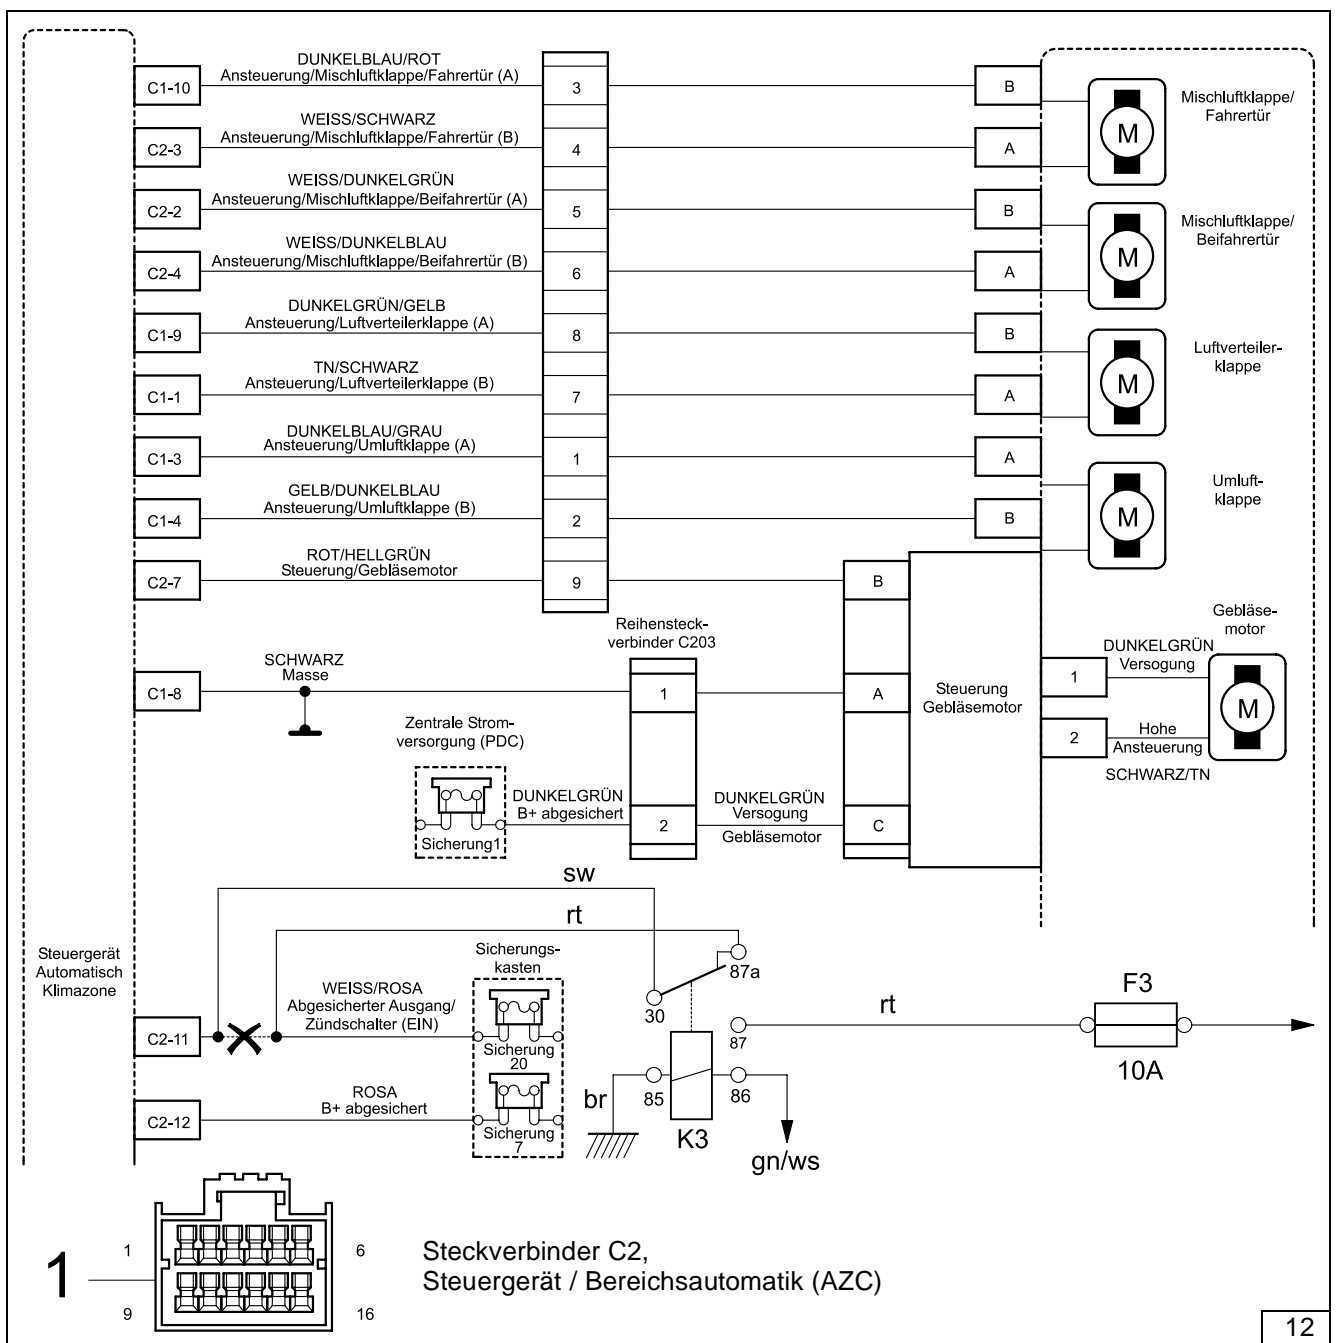 DUNKELBLAU/ROT
Ansteuerung/Mischluftklappe/Fahrertür (A)
C1-10
3
B
Mischluftklappe/
Fahrertür
M
WEISS/SCHWARZ
Ansteuerung/Mischluftklappe/Fahrertür (B)
C2-3
4
A
WEISS/DUNKELGRÜN
Ansteuerung/Mischluftklappe/Beifahrertür (A)
C2-2
5
B
Mischluftklappe/
Beifahrertür
M
WEISS/DUNKELBLAU
Ansteuerung/Mischluftklappe/Beifahrertür (B)
C2-4
6
A
DUNKELGRÜN/GELB
Ansteuerung/Luftverteilerklappe (A)
C1-9
8
B
Luftverteiler-
klappe
M
TN/SCHWARZ
Ansteuerung/Luftverteilerklappe (B)
C1-1
7
A
DUNKELBLAU/GRAU
Ansteuerung/Umluftklappe (A)
C1-3
1
A
Umluft-
klappe
M
GELB/DUNKELBLAU
Ansteuerung/Umluftklappe (B)
C1-4
2
B
ROT/HELLGRÜN
Steuerung/Gebläsemotor
C2-7
9
B
Reihensteck-
verbinder C203
Gebläse-
motor
DUNKELGRÜN
Versogung
1
M
SCHWARZ
Masse
C1-8
1
A
Steuerung
Gebläsemotor
2
Hohe
Ansteuerung
SCHWARZ/TN
Zentrale Strom-
versorgung (PDC)
DUNKELGRÜN
B+ abgesichert
Sicherung1
2
DUNKELGRÜN
Versogung
Gebläsemotor
C
sw
rt
Steuergerät
Automatisch
Klimazone
Sicherungs-
kasten
87a
30
WEISS/ROSA
Abgesicherter Ausgang/
Zündschalter (EIN)
C2-11
Sicherung
20
87
rt
F3
10A
ROSA
B+ abgesichert
C2-12
Sicherung
7
br
85
86
K3
gn/ws
1
1
6
9
16
Steckverbinder C2,
Steuergerät / Bereichsautomatik (AZC)
12